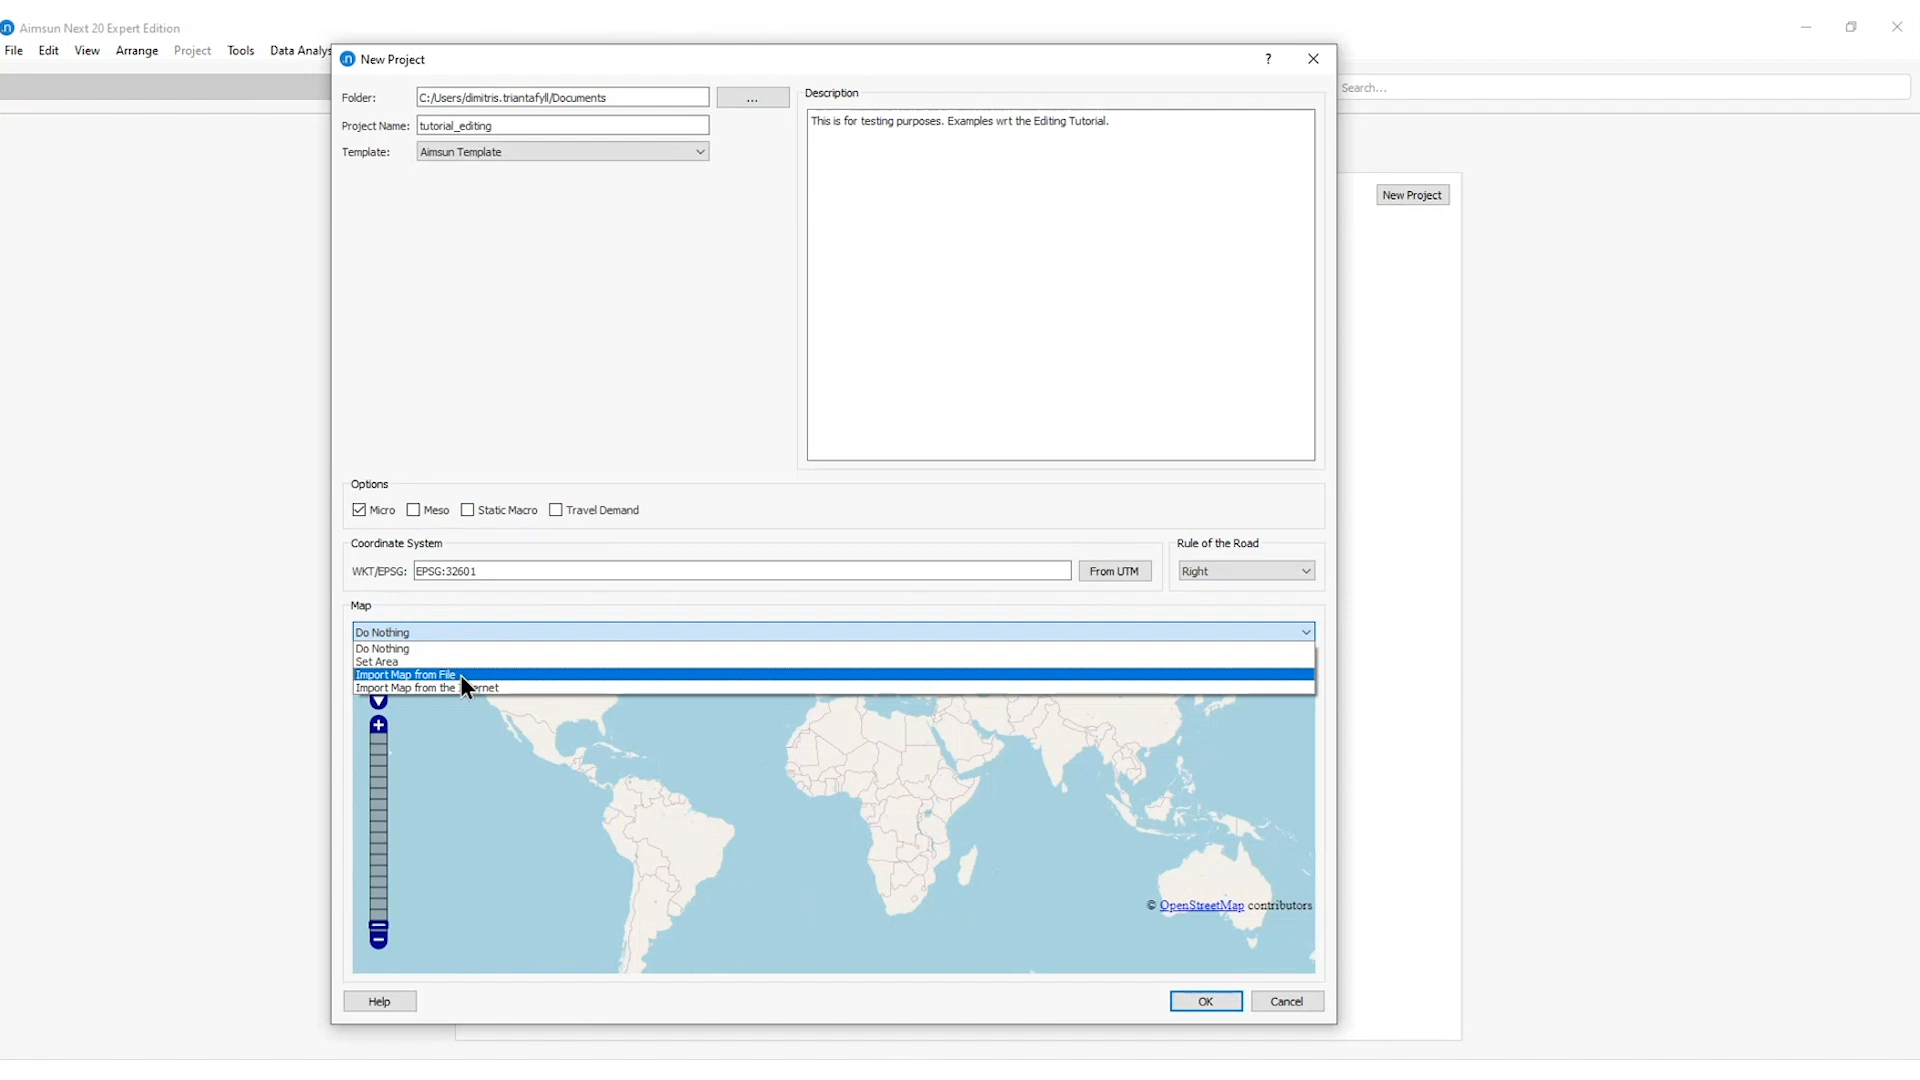 Aimsun Next 20 Expert Edition
File Edit View Arrange Project Tools Data Analys
New Project
?
Folder: C:/Users/dimitris.triantafyll/Documents ...
Project Name: tutorial_editing
Template: Aimsun Template
Description
This is for testing purposes. Examples wrt the Editing Tutorial.
Search...
New Project
Options
Micro Meso Static Macro Travel Demand
Coordinate System
WKT/EPSG: EPSG:32601 From UTM
Rule of the Road
Right
Map
Do Nothing
Do Nothing
Set Area
Import Map from File
Import Map from the
© OpenStreetMap contributors
Help OK Cancel